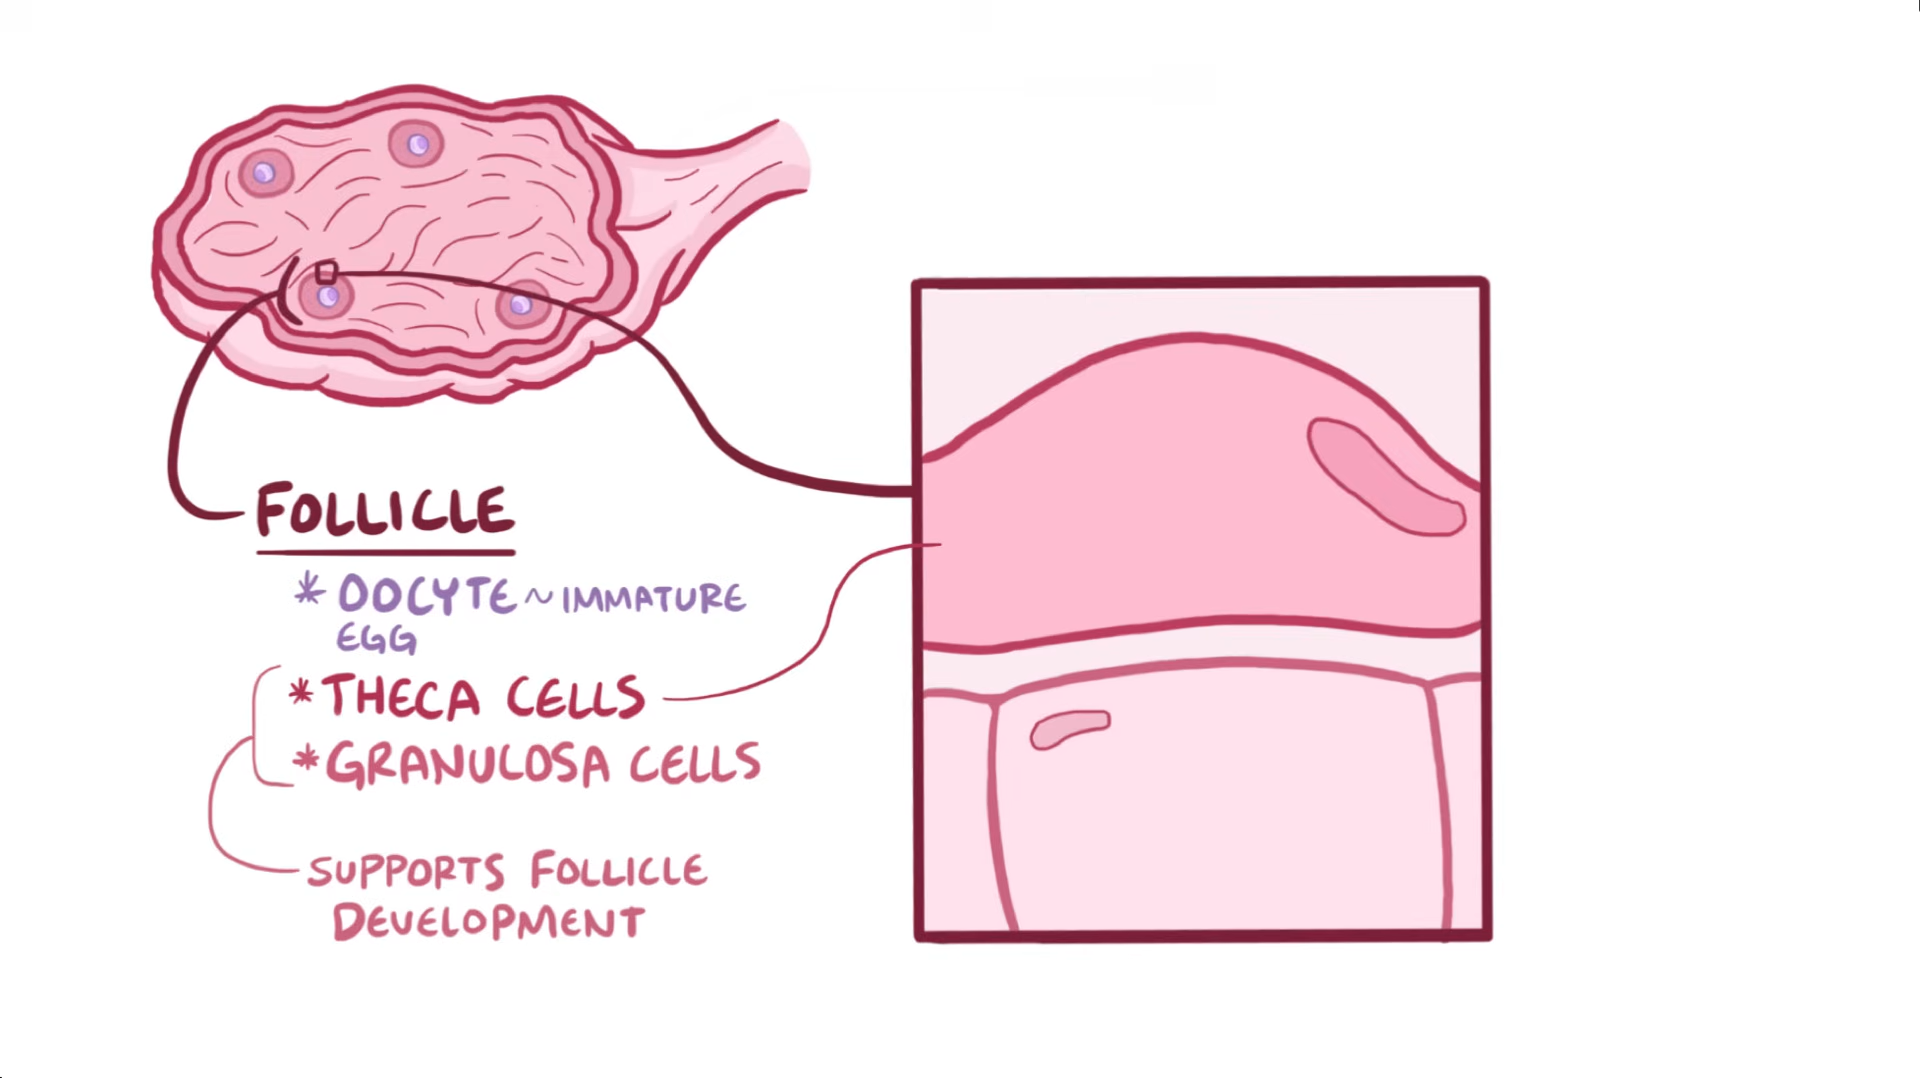 FOLLICLE
* OOCYTE ~ IMMATURE
EGG
* THECA CELLS
* GRANULOSA CELLS
SUPPORTS FOLLICLE
DEVELOPMENT